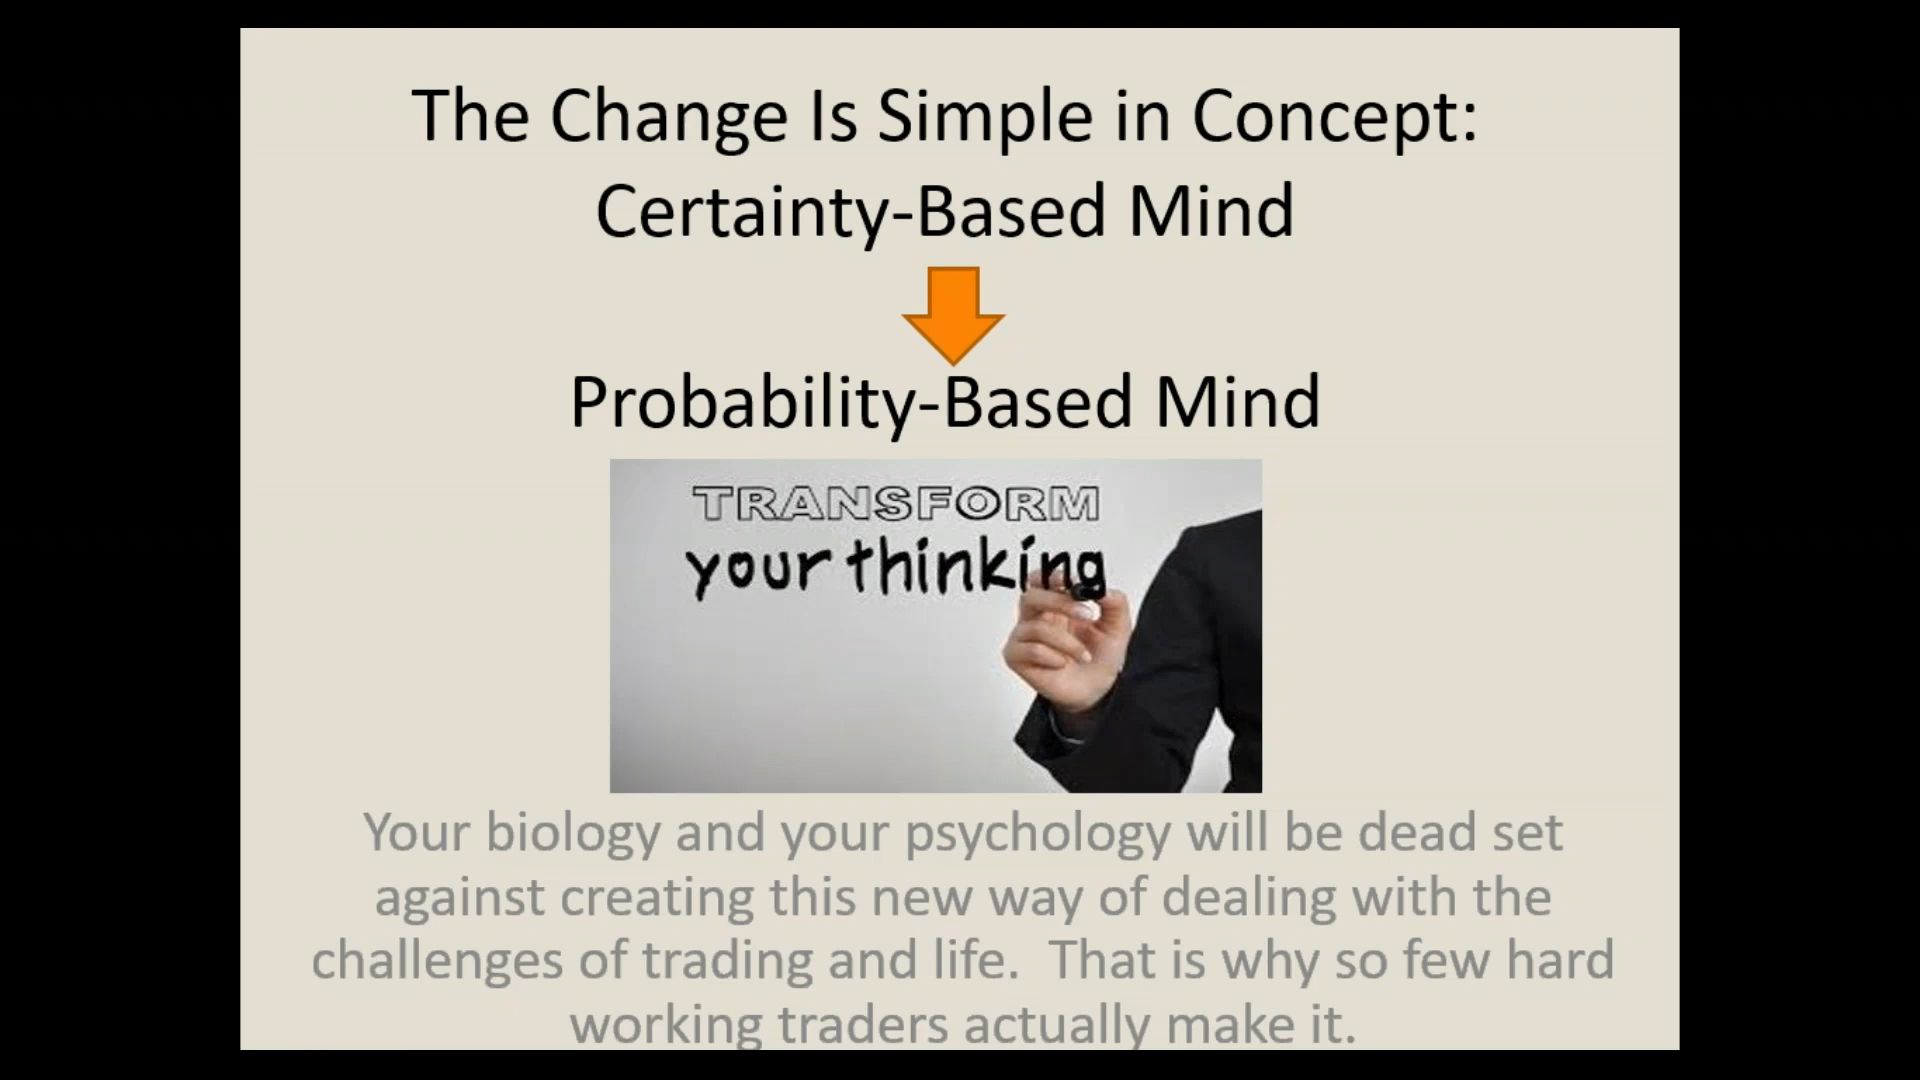 The Change Is Simple in Concept:
Certainty-Based Mind
Probability-Based Mind
TRANSFORM
your thinking
Your biology and your psychology will be dead set
against creating this new way of dealing with the
challenges of trading and life.  That is why so few hard
working traders actually make it.